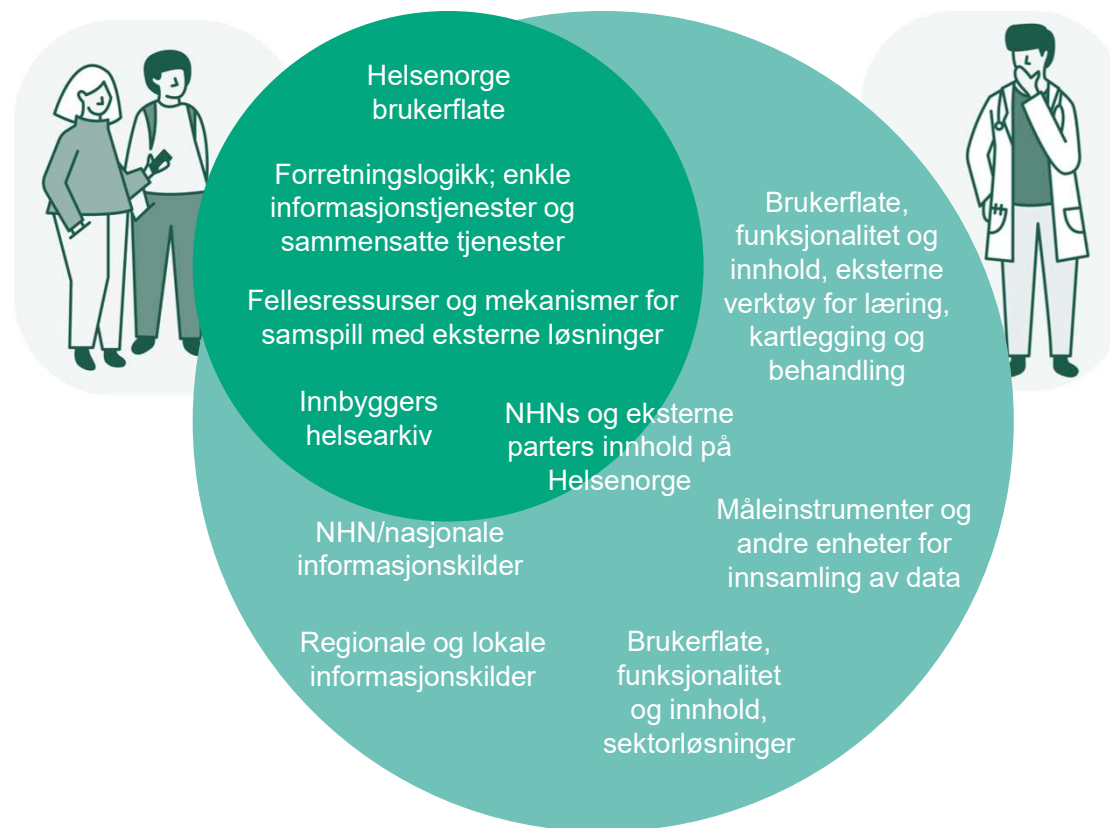 Helsenorge
brukerflate
Forretningslogikk; enkle
informasjonstjenester og
sammensatte tjenester
Fellesressurser og mekanismer for
samspill med eksterne løsninger
Innbyggers
helsearkiv
NHNs og eksterne
parters innhold på
Helsenorge
Brukerflate,
funksjonalitet og
innhold, eksterne
verktøy for læring,
kartlegging og
behandling
NHN/nasjonale
informasjonskilder
Måleinstrumenter og
andre enheter for
innsamling av data
Regionale og lokale
informasjonskilder
Brukerflate,
funksjonalitet
og innhold,
sektorløsninger